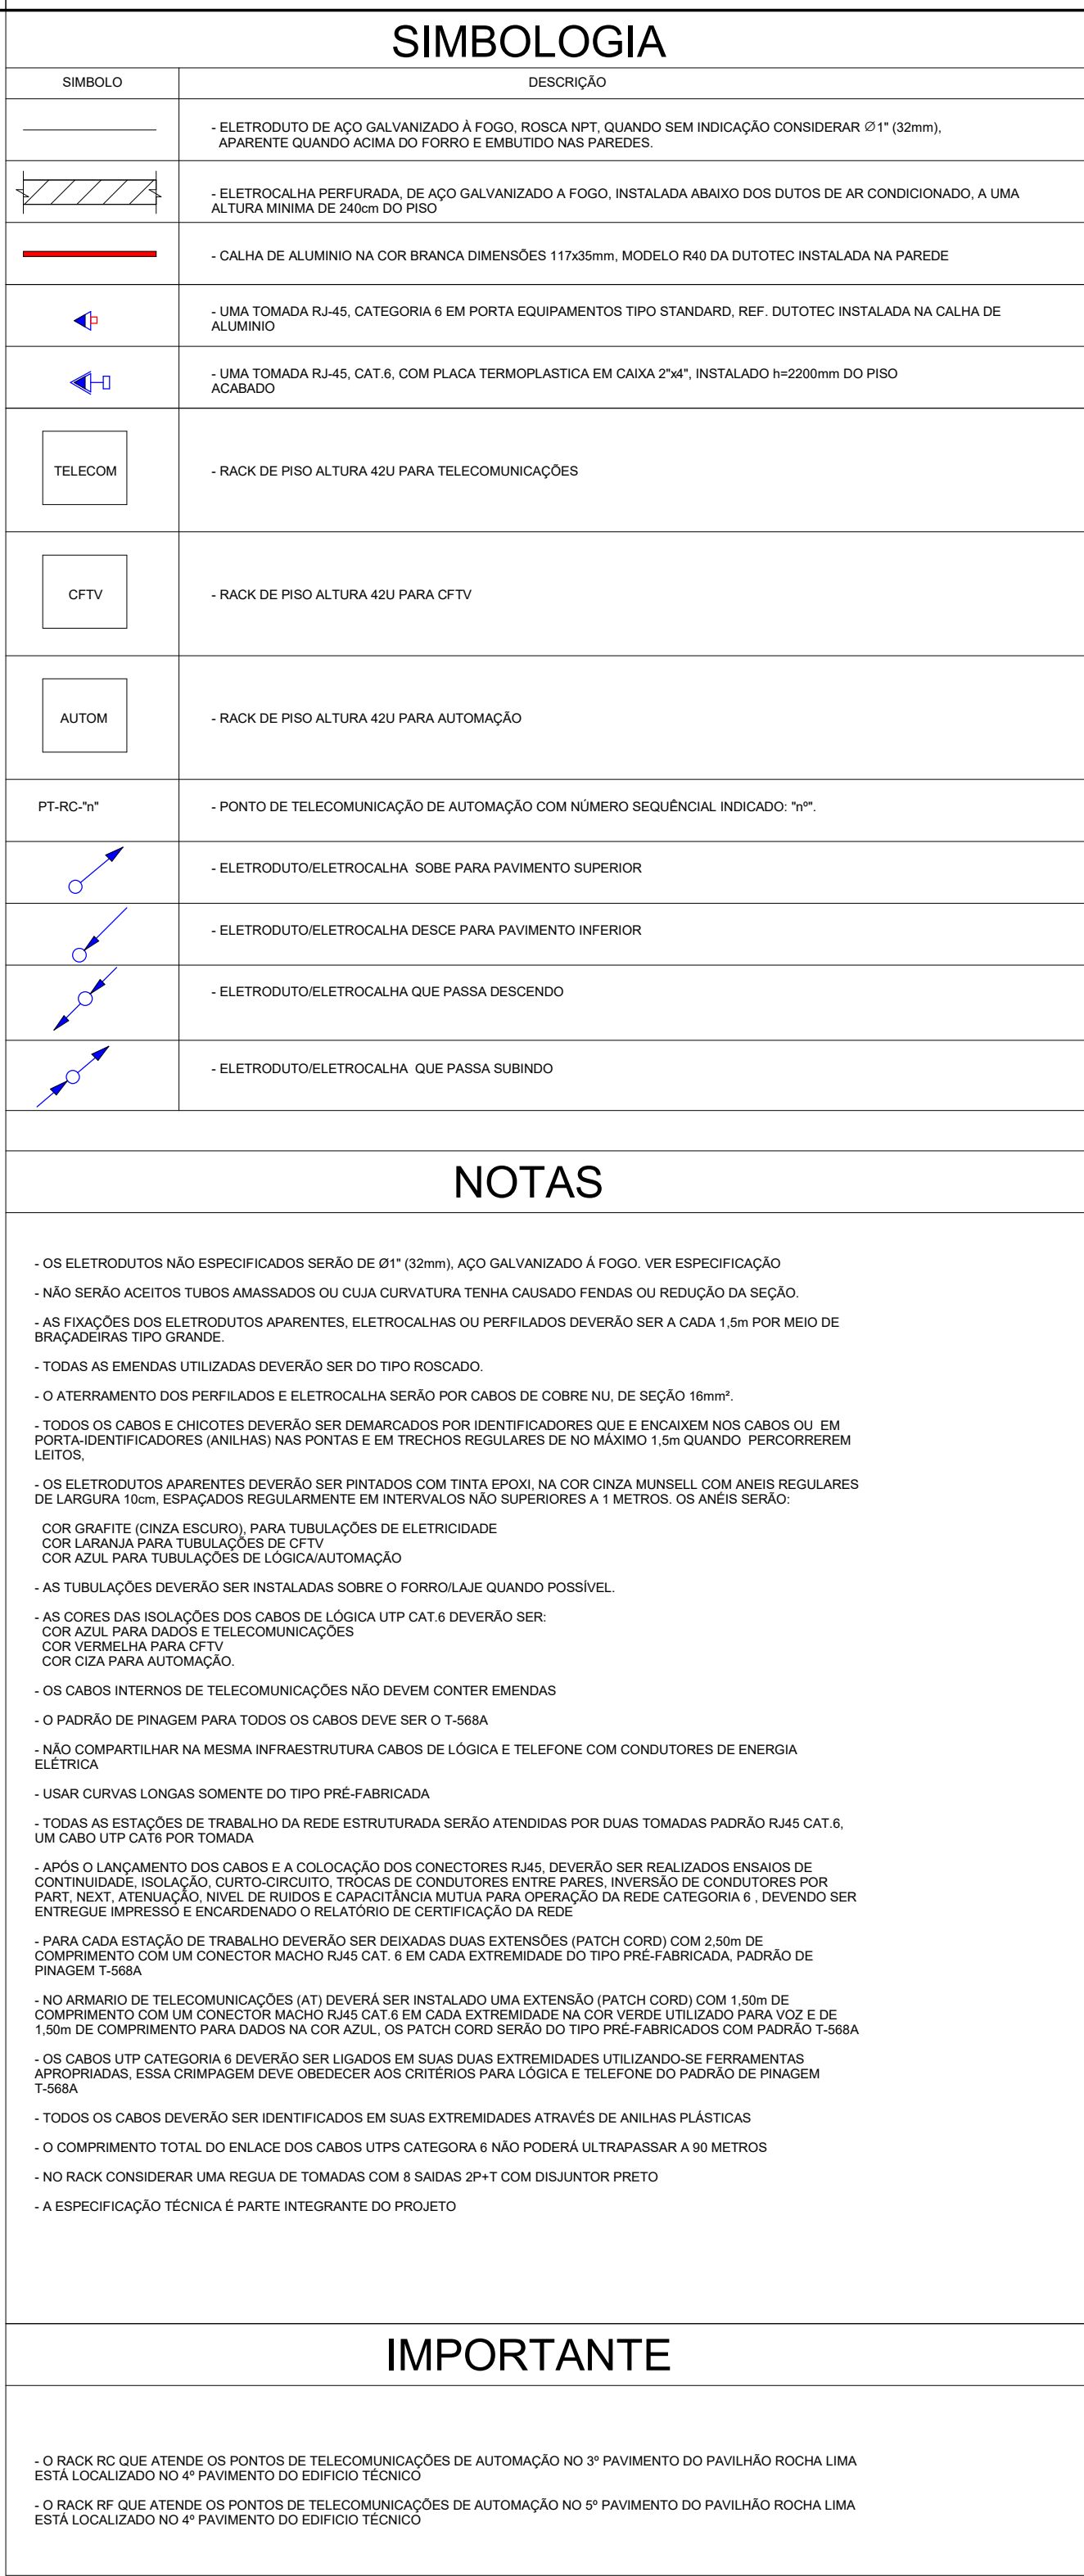 SIMBOLOGIA
SIMBOLO
DESCRIÇÃO
- ELETRODUTO DE AÇO GALVANIZADO À FOGO, ROSCA NPT, QUANDO SEM INDICAÇÃO CONSIDERAR ∅1" (32mm),
APARENTE QUANDO ACIMA DO FORRO E EMBUTIDO NAS PAREDES.
- ELETROCALHA PERFURADA, DE AÇO GALVANIZADO A FOGO, INSTALADA ABAIXO DOS DUTOS DE AR CONDICIONADO, A UMA
ALTURA MINIMA DE 240cm DO PISO
- CALHA DE ALUMINIO NA COR BRANCA DIMENSÕES 117x35mm, MODELO R40 DA DUTOTEC INSTALADA NA PAREDE
- UMA TOMADA RJ-45, CATEGORIA 6 EM PORTA EQUIPAMENTOS TIPO STANDARD, REF. DUTOTEC INSTALADA NA CALHA DE
ALUMINIO
- UMA TOMADA RJ-45, CAT.6, COM PLACA TERMOPLASTICA EM CAIXA 2"x4", INSTALADO h=2200mm DO PISO
ACABADO
TELECOM
- RACK DE PISO ALTURA 42U PARA TELECOMUNICAÇÕES
CFTV
- RACK DE PISO ALTURA 42U PARA CFTV
AUTOM
- RACK DE PISO ALTURA 42U PARA AUTOMAÇÃO
PT-RC-"n"
- PONTO DE TELECOMUNICAÇÃO DE AUTOMAÇÃO COM NÚMERO SEQUÊNCIAL INDICADO: "nº".
- ELETRODUTO/ELETROCALHA SOBE PARA PAVIMENTO SUPERIOR
- ELETRODUTO/ELETROCALHA DESCE PARA PAVIMENTO INFERIOR
- ELETRODUTO/ELETROCALHA QUE PASSA DESCENDO
- ELETRODUTO/ELETROCALHA QUE PASSA SUBINDO
NOTAS
- OS ELETRODUTOS NÃO ESPECIFICADOS SERÃO DE Ø1" (32mm), AÇO GALVANIZADO Á FOGO. VER ESPECIFICAÇÃO
- NÃO SERÃO ACEITOS TUBOS AMASSADOS OU CUJA CURVATURA TENHA CAUSADO FENDAS OU REDUÇÃO DA SEÇÃO.
- AS FIXAÇÕES DOS ELETRODUTOS APARENTES, ELETROCALHAS OU PERFILADOS DEVERÃO SER A CADA 1,5m POR MEIO DE
BRAÇADEIRAS TIPO GRANDE.
- TODAS AS EMENDAS UTILIZADAS DEVERÃO SER DO TIPO ROSCADO.
- O ATERRAMENTO DOS PERFILADOS E ELETROCALHA SERÃO POR CABOS DE COBRE NU, DE SEÇÃO 16mm².
- TODOS OS CABOS E CHICOTES DEVERÃO SER DEMARCADOS POR IDENTIFICADORES QUE E ENCAIXEM NOS CABOS OU EM
PORTA-IDENTIFICADORES (ANILHAS) NAS PONTAS E EM TRECHOS REGULARES DE NO MÁXIMO 1,5m QUANDO PERCORREREM
LEITOS,
- OS ELETRODUTOS APARENTES DEVERÃO SER PINTADOS COM TINTA EPOXI, NA COR CINZA MUNSELL COM ANEIS REGULARES
DE LARGURA 10cm, ESPAÇADOS REGULARMENTE EM INTERVALOS NÃO SUPERIORES A 1 METROS. OS ANÉIS SERÃO:
COR GRAFITE (CINZA ESCURO), PARA TUBULAÇÕES DE ELETRICIDADE
COR LARANJA PARA TUBULAÇÕES DE CFTV
COR AZUL PARA TUBULAÇÕES DE LÓGICA/AUTOMAÇÃO
- AS TUBULAÇÕES DEVERÃO SER INSTALADAS SOBRE O FORRO/LAJE QUANDO POSSÍVEL.
- AS CORES DAS ISOLAÇÕES DOS CABOS DE LÓGICA UTP CAT.6 DEVERÃO SER:
COR AZUL PARA DADOS E TELECOMUNICAÇÕES
COR VERMELHA PARA CFTV
COR CIZA PARA AUTOMAÇÃO.
- OS CABOS INTERNOS DE TELECOMUNICAÇÕES NÃO DEVEM CONTER EMENDAS
- O PADRÃO DE PINAGEM PARA TODOS OS CABOS DEVE SER O T-568A
- NÃO COMPARTILHAR NA MESMA INFRAESTRUTURA CABOS DE LÓGICA E TELEFONE COM CONDUTORES DE ENERGIA
ELÉTRICA
- USAR CURVAS LONGAS SOMENTE DO TIPO PRÉ-FABRICADA
- TODAS AS ESTAÇÕES DE TRABALHO DA REDE ESTRUTURADA SERÃO ATENDIDAS POR DUAS TOMADAS PADRÃO RJ45 CAT.6,
UM CABO UTP CAT6 POR TOMADA
- APÓS O LANÇAMENTO DOS CABOS E A COLOCAÇÃO DOS CONECTORES RJ45, DEVERÃO SER REALIZADOS ENSAIOS DE
CONTINUIDADE, ISOLAÇÃO, CURTO-CIRCUITO, TROCAS DE CONDUTORES ENTRE PARES, INVERSÃO DE CONDUTORES POR
PART, NEXT, ATENUAÇÃO, NIVEL DE RUIDOS E CAPACITÂNCIA MUTUA PARA OPERAÇÃO DA REDE CATEGORIA 6 , DEVENDO SER
ENTREGUE IMPRESSO E ENCARDENADO O RELATÓRIO DE CERTIFICAÇÃO DA REDE
- PARA CADA ESTAÇÃO DE TRABALHO DEVERÃO SER DEIXADAS DUAS EXTENSÕES (PATCH CORD) COM 2,50m DE
COMPRIMENTO COM UM CONECTOR MACHO RJ45 CAT. 6 EM CADA EXTREMIDADE DO TIPO PRÉ-FABRICADA, PADRÃO DE
PINAGEM T-568A
- NO ARMARIO DE TELECOMUNICAÇÕES (AT) DEVERÁ SER INSTALADO UMA EXTENSÃO (PATCH CORD) COM 1,50m DE
COMPRIMENTO COM UM CONECTOR MACHO RJ45 CAT.6 EM CADA EXTREMIDADE NA COR VERDE UTILIZADO PARA VOZ E DE
1,50m DE COMPRIMENTO PARA DADOS NA COR AZUL, OS PATCH CORD SERÃO DO TIPO PRÉ-FABRICADOS COM PADRÃO T-568A
- OS CABOS UTP CATEGORIA 6 DEVERÃO SER LIGADOS EM SUAS DUAS EXTREMIDADES UTILIZANDO-SE FERRAMENTAS
APROPRIADAS, ESSA CRIMPAGEM DEVE OBEDECER AOS CRITÉRIOS PARA LÓGICA E TELEFONE DO PADRÃO DE PINAGEM
T-568A
- TODOS OS CABOS DEVERÃO SER IDENTIFICADOS EM SUAS EXTREMIDADES ATRAVÉS DE ANILHAS PLÁSTICAS
- O COMPRIMENTO TOTAL DO ENLACE DOS CABOS UTPS CATEGORA 6 NÃO PODERÁ ULTRAPASSAR A 90 METROS
- NO RACK CONSIDERAR UMA REGUA DE TOMADAS COM 8 SAIDAS 2P+T COM DISJUNTOR PRETO
- A ESPECIFICAÇÃO TÉCNICA É PARTE INTEGRANTE DO PROJETO
IMPORTANTE
- O RACK RC QUE ATENDE OS PONTOS DE TELECOMUNICAÇÕES DE AUTOMAÇÃO NO 3º PAVIMENTO DO PAVILHÃO ROCHA LIMA
ESTÁ LOCALIZADO NO 4º PAVIMENTO DO EDIFICIO TÉCNICO
- O RACK RF QUE ATENDE OS PONTOS DE TELECOMUNICAÇÕES DE AUTOMAÇÃO NO 5º PAVIMENTO DO PAVILHÃO ROCHA LIMA
ESTÁ LOCALIZADO NO 4º PAVIMENTO DO EDIFICIO TÉCNICO